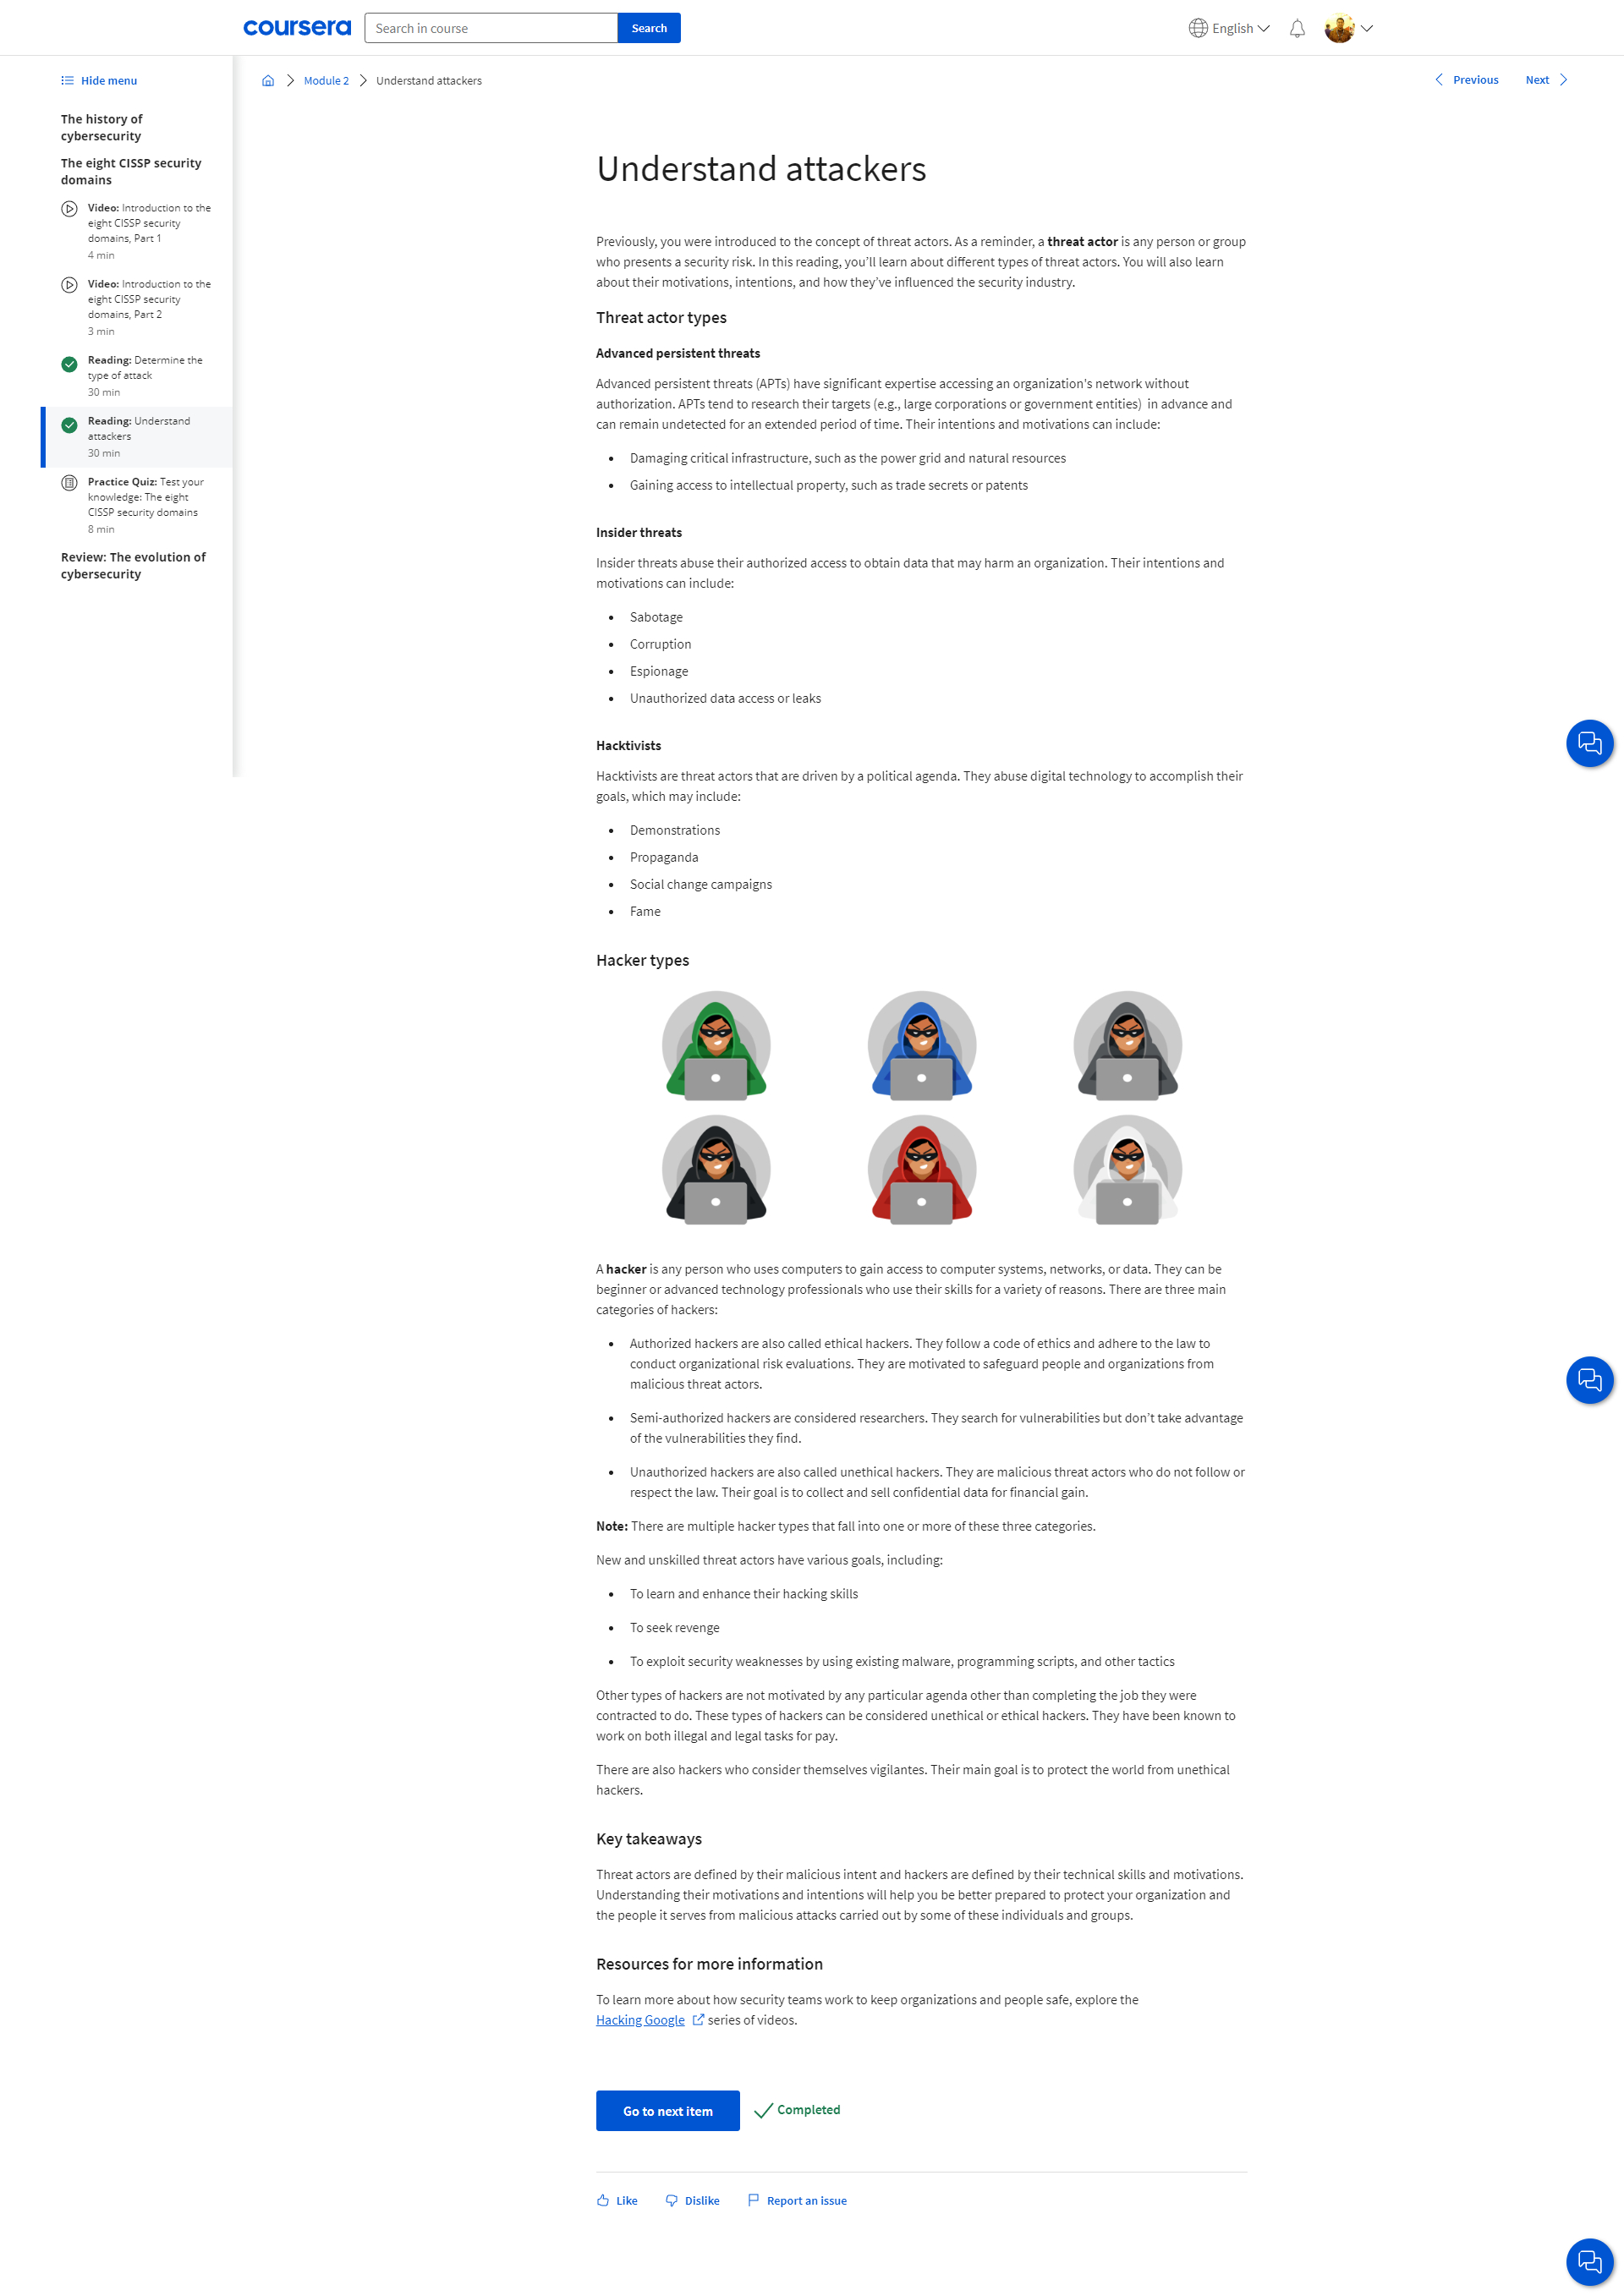 coursera
Search in course
Search
English
Hide menu
The history of
cybersecurity
The eight CISSP security
domains
Video: Introduction to the
eight CISSP security
domains, Part 1
4 min
Video: Introduction to the
eight CISSP security
domains, Part 2
3 min
Reading: Determine the
type of attack
30 min
Reading: Understand
attackers
30 min
Practice Quiz: Test your
knowledge: The eight
CISSP security domains
8 min
Review: The evolution of
cybersecurity
Module 2
Understand attackers
Previous
Next
Understand attackers
Previously, you were introduced to the concept of threat actors. As a reminder, a threat actor is any person or group
who presents a security risk. In this reading, you’ll learn about different types of threat actors. You will also learn
about their motivations, intentions, and how they’ve influenced the security industry.
Threat actor types
Advanced persistent threats
Advanced persistent threats (APTs) have significant expertise accessing an organization's network without
authorization. APTs tend to research their targets (e.g., large corporations or government entities)  in advance and
can remain undetected for an extended period of time. Their intentions and motivations can include:
• Damaging critical infrastructure, such as the power grid and natural resources
• Gaining access to intellectual property, such as trade secrets or patents
Insider threats
Insider threats abuse their authorized access to obtain data that may harm an organization. Their intentions and
motivations can include:
• Sabotage
• Corruption
• Espionage
• Unauthorized data access or leaks
Hacktivists
Hacktivists are threat actors that are driven by a political agenda. They abuse digital technology to accomplish their
goals, which may include:
• Demonstrations
• Propaganda
• Social change campaigns
• Fame
Hacker types
A hacker is any person who uses computers to gain access to computer systems, networks, or data. They can be
beginner or advanced technology professionals who use their skills for a variety of reasons. There are three main
categories of hackers:
• Authorized hackers are also called ethical hackers. They follow a code of ethics and adhere to the law to
conduct organizational risk evaluations. They are motivated to safeguard people and organizations from
malicious threat actors.
• Semi-authorized hackers are considered researchers. They search for vulnerabilities but don’t take advantage
of the vulnerabilities they find.
• Unauthorized hackers are also called unethical hackers. They are malicious threat actors who do not follow or
respect the law. Their goal is to collect and sell confidential data for financial gain.
Note: There are multiple hacker types that fall into one or more of these three categories.
New and unskilled threat actors have various goals, including:
• To learn and enhance their hacking skills
• To seek revenge
• To exploit security weaknesses by using existing malware, programming scripts, and other tactics
Other types of hackers are not motivated by any particular agenda other than completing the job they were
contracted to do. These types of hackers can be considered unethical or ethical hackers. They have been known to
work on both illegal and legal tasks for pay.
There are also hackers who consider themselves vigilantes. Their main goal is to protect the world from unethical
hackers.
Key takeaways
Threat actors are defined by their malicious intent and hackers are defined by their technical skills and motivations.
Understanding their motivations and intentions will help you be better prepared to protect your organization and
the people it serves from malicious attacks carried out by some of these individuals and groups.
Resources for more information
To learn more about how security teams work to keep organizations and people safe, explore the
Hacking Google series of videos.
Go to next item
Completed
Like
Dislike
Report an issue